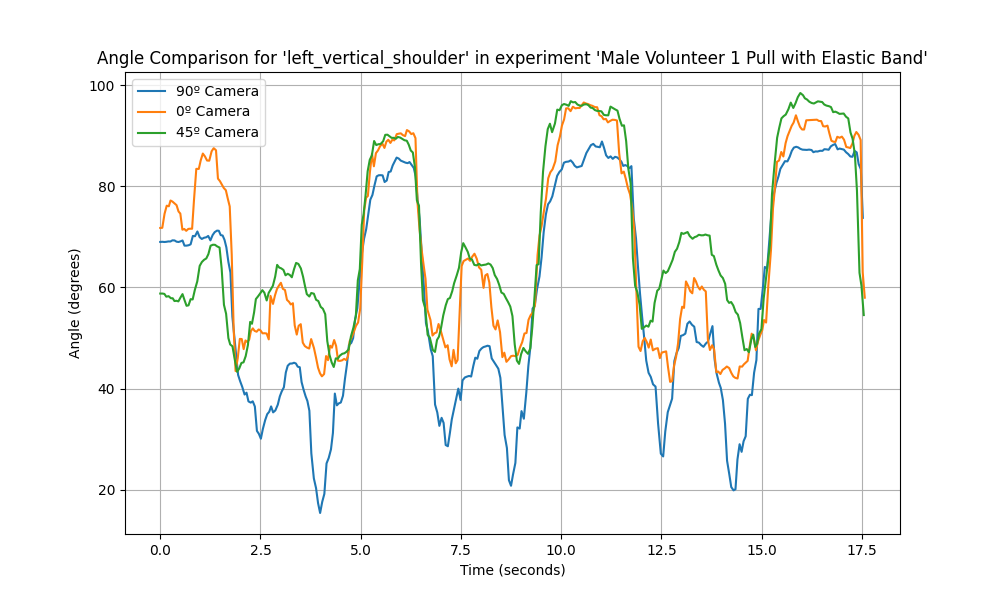 Angle Comparison for 'left_vertical_shoulder' in experiment 'Male Volunteer 1 Pull with Elastic Band'
90º Camera
0º Camera
45º Camera
Angle (degrees)
100
80
60
40
20
0.0 2.5 5.0 7.5 10.0 12.5 15.0 17.5
Time (seconds)